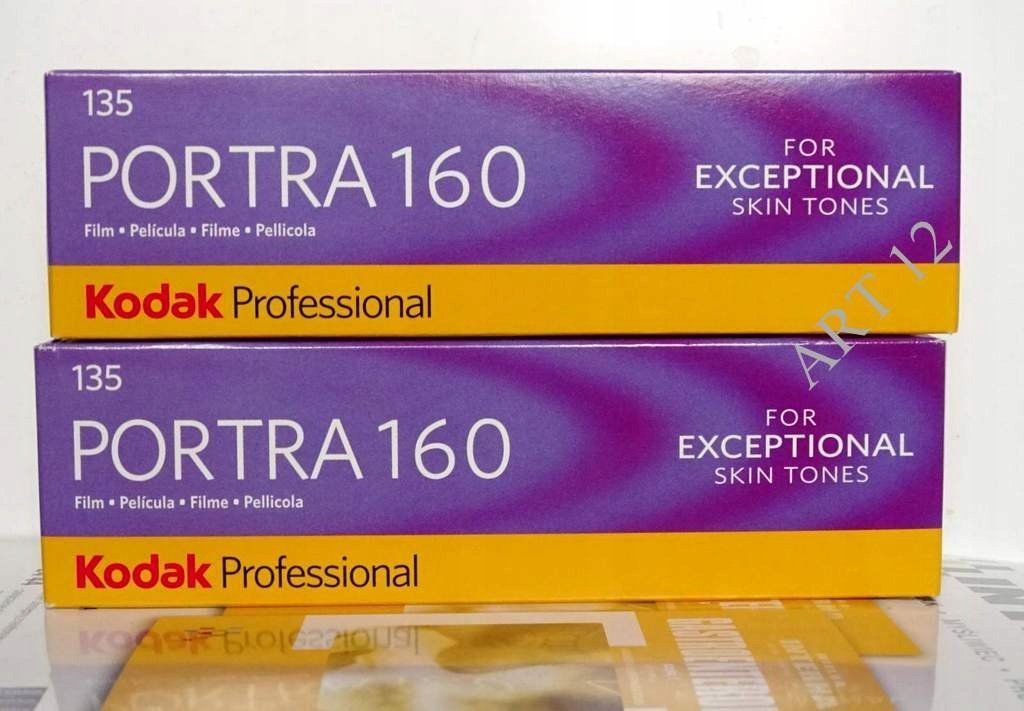 135
PORTRA 160
Film • Película • Filme • Pellicola
FOR
EXCEPTIONAL
SKIN TONES
Kodak Professional
ART 12
135
PORTRA 160
Film • Película • Filme • Pellicola
FOR
EXCEPTIONAL
SKIN TONES
Kodak Professional